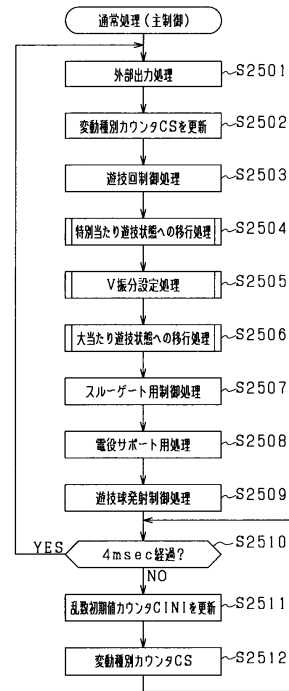 通常処理(主制御)
外部出力処理
S2501
変動種別カウンタCSを更新
S2502
遊技回制御処理
S2503
特別当たり遊技状態への移行処理
S2504
V振分設定処理
S2505
大当たり遊技状態への移行処理
S2506
スルーゲート用制御処理
S2507
電役サポート用処理
S2508
遊技球発射制御処理
S2509
4msec経過?
S2510
YES
NO
乱数初期値カウンタCINIを更新
S2511
変動種別カウンタCS
S2512